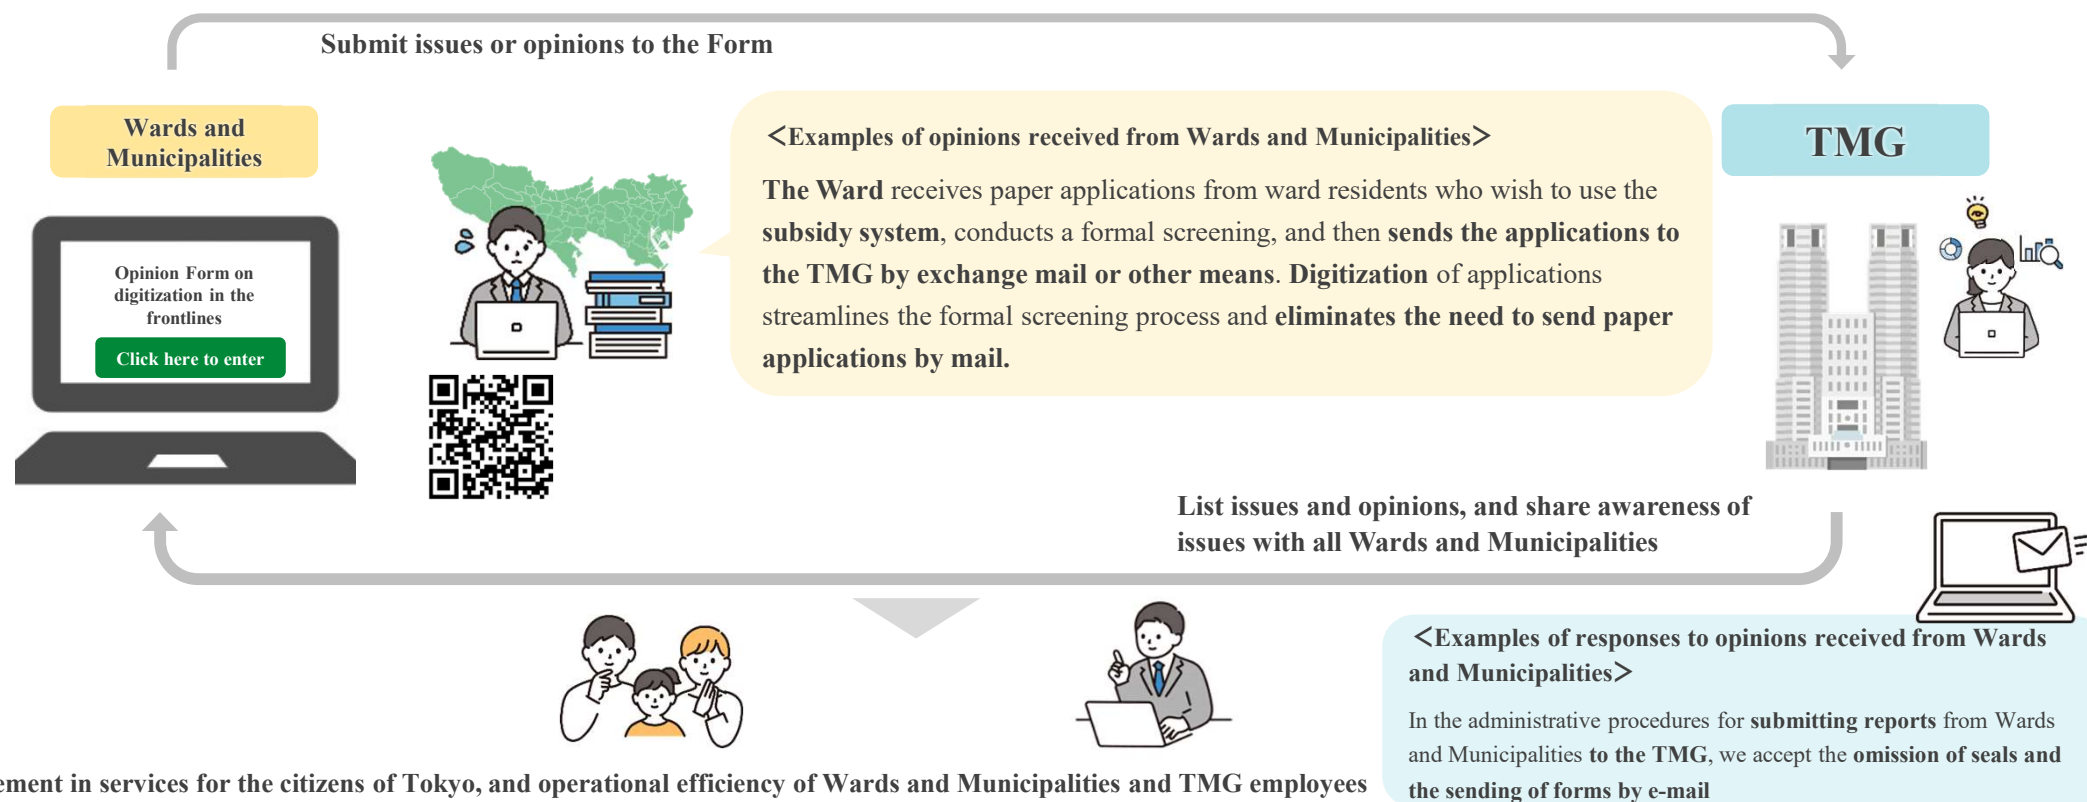 Submit issues or opinions to the Form
Wards and
Municipalities
Opinion Form on
digitization in the
frontlines
Click here to enter
＜Examples of opinions received from Wards and Municipalities＞
The Ward receives paper applications from ward residents who wish to use the
subsidy system, conducts a formal screening, and then sends the applications to
the TMG by exchange mail or other means. Digitization of applications
streamlines the formal screening process and eliminates the need to send paper
applications by mail.
TMG
List issues and opinions, and share awareness of
issues with all Wards and Municipalities
＜Examples of responses to opinions received from Wards
and Municipalities＞
In the administrative procedures for submitting reports from Wards
and Municipalities to the TMG, we accept the omission of seals and
the sending of forms by e-mail
ement in services for the citizens of Tokyo, and operational efficiency of Wards and Municipalities and TMG employees